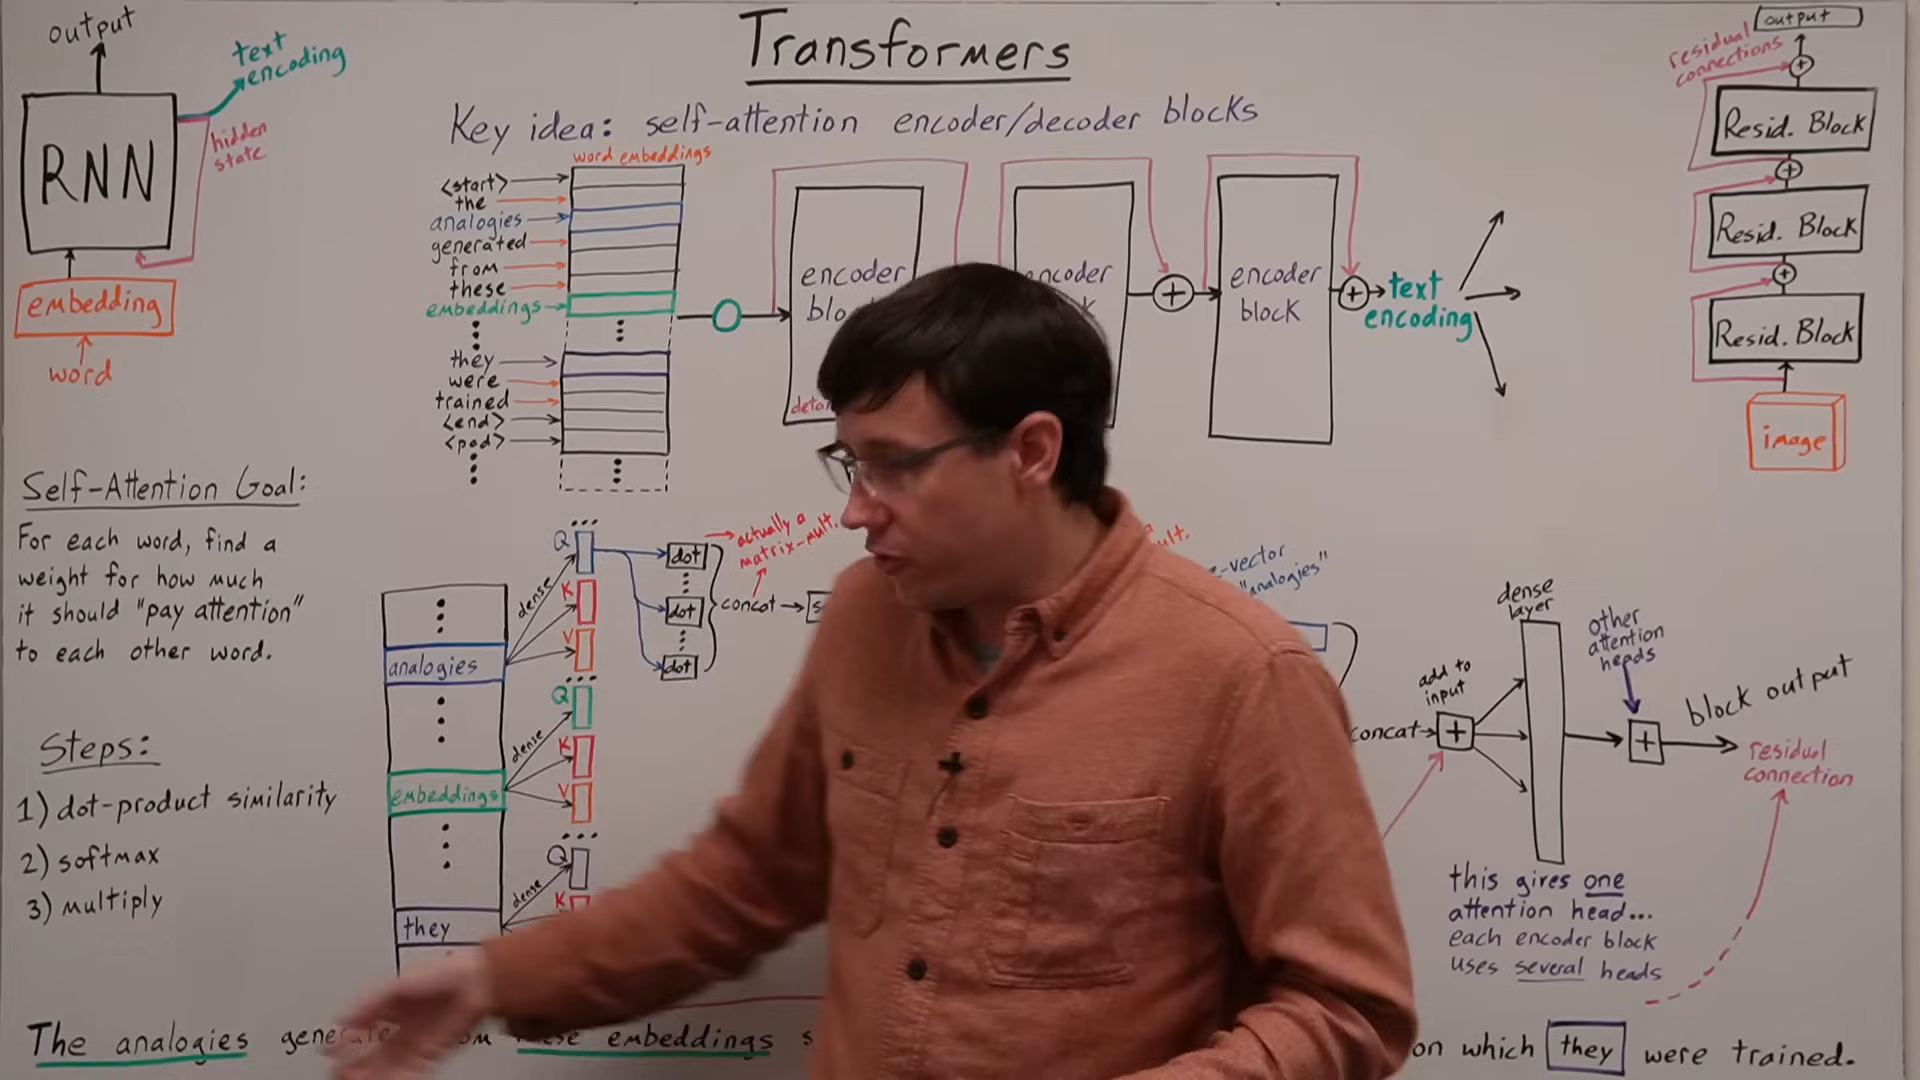 Transformers
output
text
encoding
RNN
hidden
state
embedding
word
Key idea: self-attention encoder/decoder blocks
word embeddings
<start>
the
analogies
generated
from
these
embeddings
they
were
trained
<end>
<pad>
encoder
encoder
encoder
block
+
+
text
encoding
output
residual
connections
+
Resid. Block
+
Resid. Block
+
Resid. Block
image
Self-Attention Goal:
For each word, find a
weight for how much
it should "pay attention"
to each other word.
Steps:
1) dot-product similarity
2) softmax
3) multiply
analogies
embeddings
they
dense
Q
K
V
dense
Q
K
V
dense
Q
K
dot
dot
dot
concat
actually a
matrix-mult.
"analogies"
concat
add to
input
+
dense
layer
other
attention
heads
+
block output
residual
connection
this gives one
attention head...
each encoder block
uses several heads
The analogies embeddings on which they were trained.